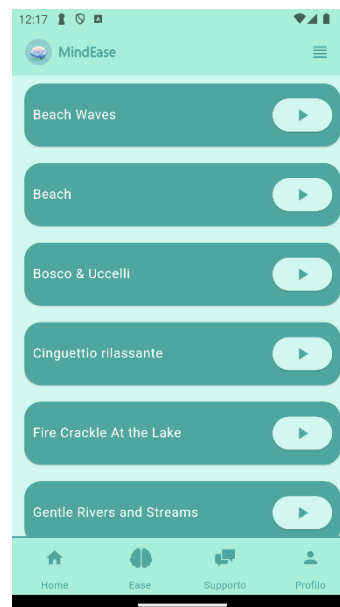 12:17
MindEase
Beach Waves
Beach
Bosco & Uccelli
Cinguettio rilassante
Fire Crackle At the Lake
Gentle Rivers and Streams
Home Ease Supporto Profilo